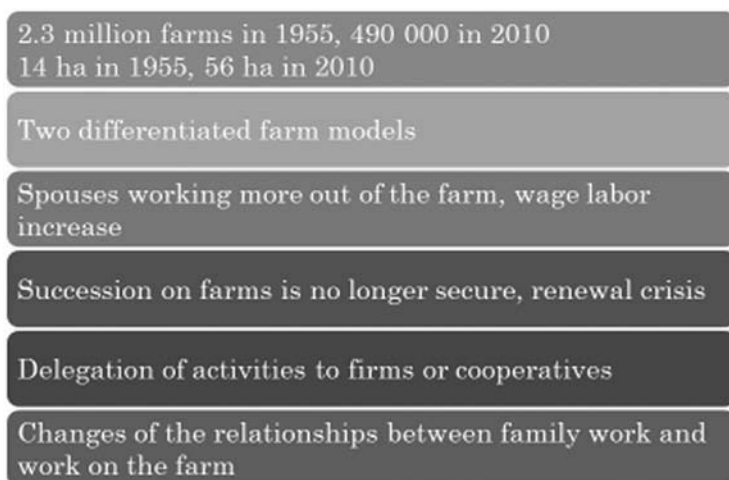 2.3 million farms in 1955, 490 000 in 2010
14 ha in 1955, 56 ha in 2010
Two differentiated farm models
Spouses working more out of the farm, wage labor
increase
Succession on farms is no longer secure, renewal crisis
Delegation of activities to firms or cooperatives
Changes of the relationships between family work and
work on the farm